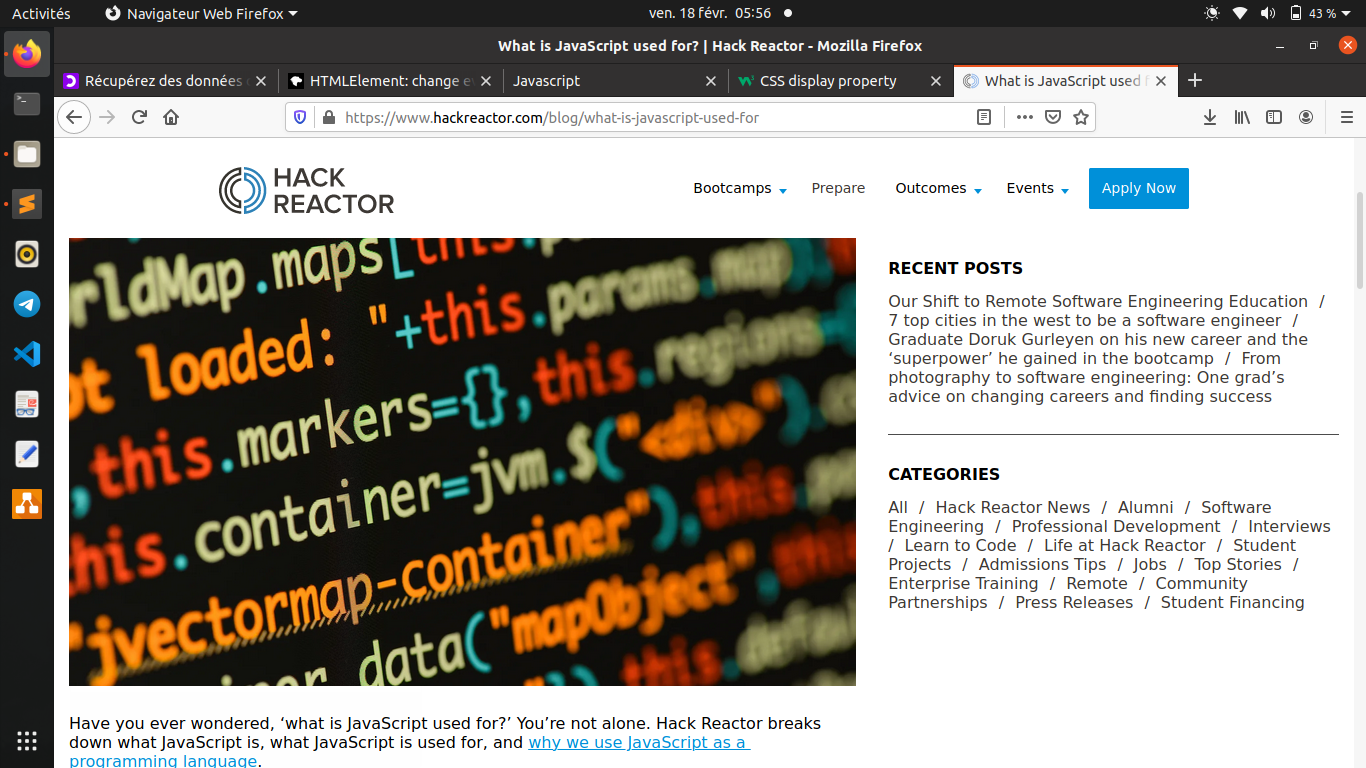 Activités Navigateur Web Firefox ven. 18 févr. 05:56 43 %
What is JavaScript used for? | Hack Reactor - Mozilla Firefox
Récupérez des données HTMLElement: change Javascript CSS display property What is JavaScript used
https://www.hackreactor.com/blog/what-is-javascript-used-for
HACK
REACTOR
Bootcamps Prepare Outcomes Events Apply Now
rldMap.maps[this.
this.params.map
ot loaded: "+this.
this.regions=
,this.markers={},
this.container=jvm.$("<div>").
"jvectormap-container"),this.
.data("mapObject"
this.defaul
RECENT POSTS
Our Shift to Remote Software Engineering Education /
7 top cities in the west to be a software engineer /
Graduate Doruk Gurleyen on his new career and the
‘superpower’ he gained in the bootcamp / From
photography to software engineering: One grad’s
advice on changing careers and finding success
CATEGORIES
All / Hack Reactor News / Alumni / Software
Engineering / Professional Development / Interviews
/ Learn to Code / Life at Hack Reactor / Student
Projects / Admissions Tips / Jobs / Top Stories /
Enterprise Training / Remote / Community
Partnerships / Press Releases / Student Financing
Have you ever wondered, ‘what is JavaScript used for?’ You’re not alone. Hack Reactor breaks
down what JavaScript is, what JavaScript is used for, and why we use JavaScript as a
programming language.